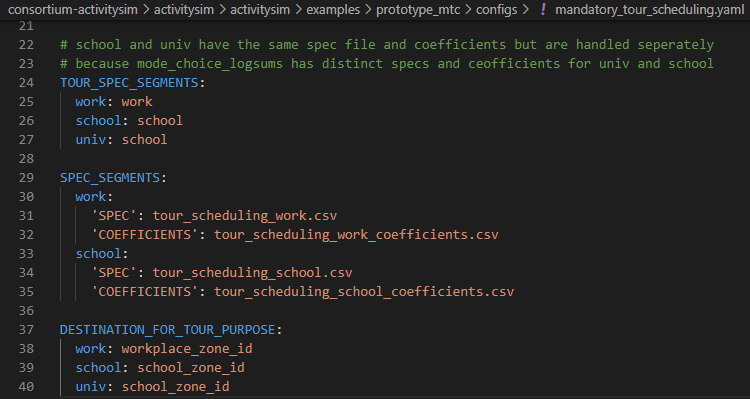 consortium-activitysim > activitysim > activitysim > examples > prototype_mtc > configs > ! mandatory_tour_scheduling.yaml
21
22 # school and univ have the same spec file and coefficients but are handled seperately
23 # because mode_choice_logsums has distinct specs and ceofficients for univ and school
24 TOUR_SPEC_SEGMENTS:
25   work: work
26   school: school
27   univ: school
28
29 SPEC_SEGMENTS:
30   work:
31     'SPEC': tour_scheduling_work.csv
32     'COEFFICIENTS': tour_scheduling_work_coefficients.csv
33   school:
34     'SPEC': tour_scheduling_school.csv
35     'COEFFICIENTS': tour_scheduling_school_coefficients.csv
36
37 DESTINATION_FOR_TOUR_PURPOSE:
38   work: workplace_zone_id
39   school: school_zone_id
40   univ: school_zone_id